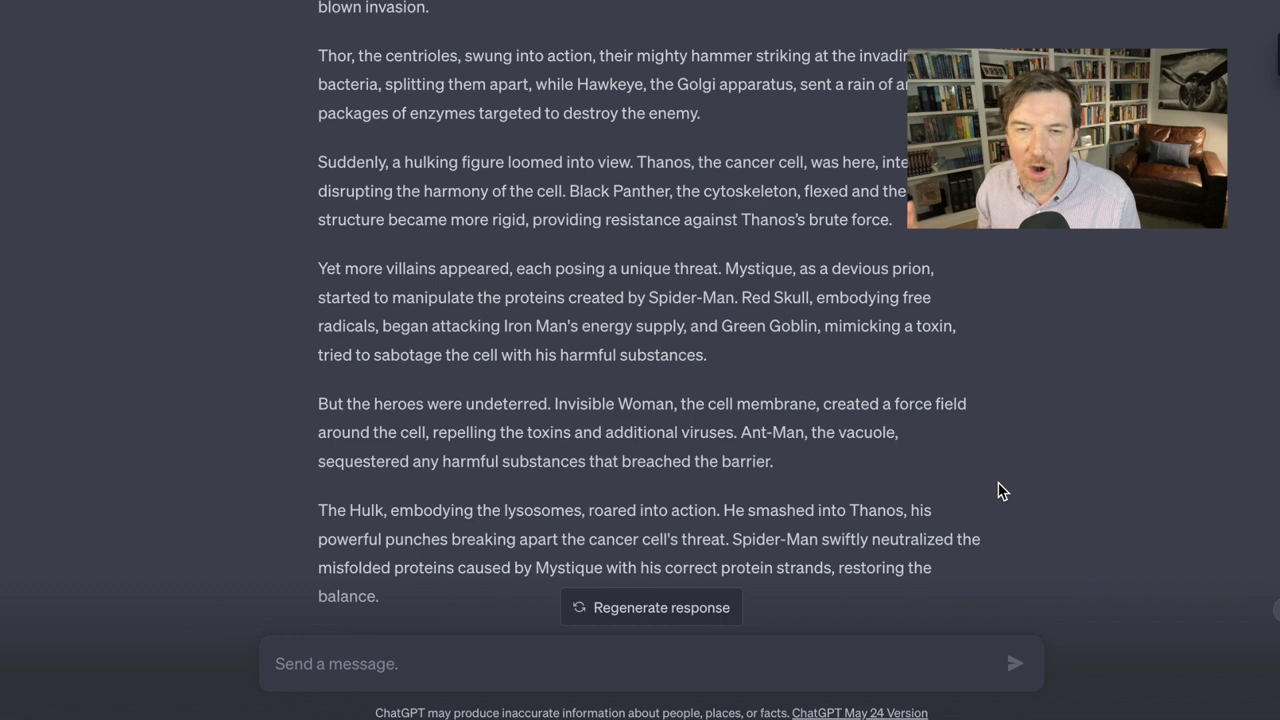 blown invasion.
Thor, the centrioles, swung into action, their mighty hammer striking at the
bacteria, splitting them apart, while Hawkeye, the Golgi apparatus, sent a rain of
packages of enzymes targeted to destroy the enemy.
Suddenly, a hulking figure loomed into view. Thanos, the cancer cell, was here,
disrupting the harmony of the cell. Black Panther, the cytoskeleton, flexed and the
structure became more rigid, providing resistance against Thanos's brute force.
Yet more villains appeared, each posing a unique threat. Mystique, as a devious prion,
started to manipulate the proteins created by Spider-Man. Red Skull, embodying free
radicals, began attacking Iron Man's energy supply, and Green Goblin, mimicking a toxin,
tried to sabotage the cell with his harmful substances.
But the heroes were undeterred. Invisible Woman, the cell membrane, created a force field
around the cell, repelling the toxins and additional viruses. Ant-Man, the vacuole,
sequestered any harmful substances that breached the barrier.
The Hulk, embodying the lysosomes, roared into action. He smashed into Thanos, his
powerful punches breaking apart the cancer cell's threat. Spider-Man swiftly neutralized the
misfolded proteins caused by Mystique with his correct protein strands, restoring the
balance.
Regenerate response
Send a message.
ChatGPT may produce inaccurate information about people, places, or facts. ChatGPT May 24 Version